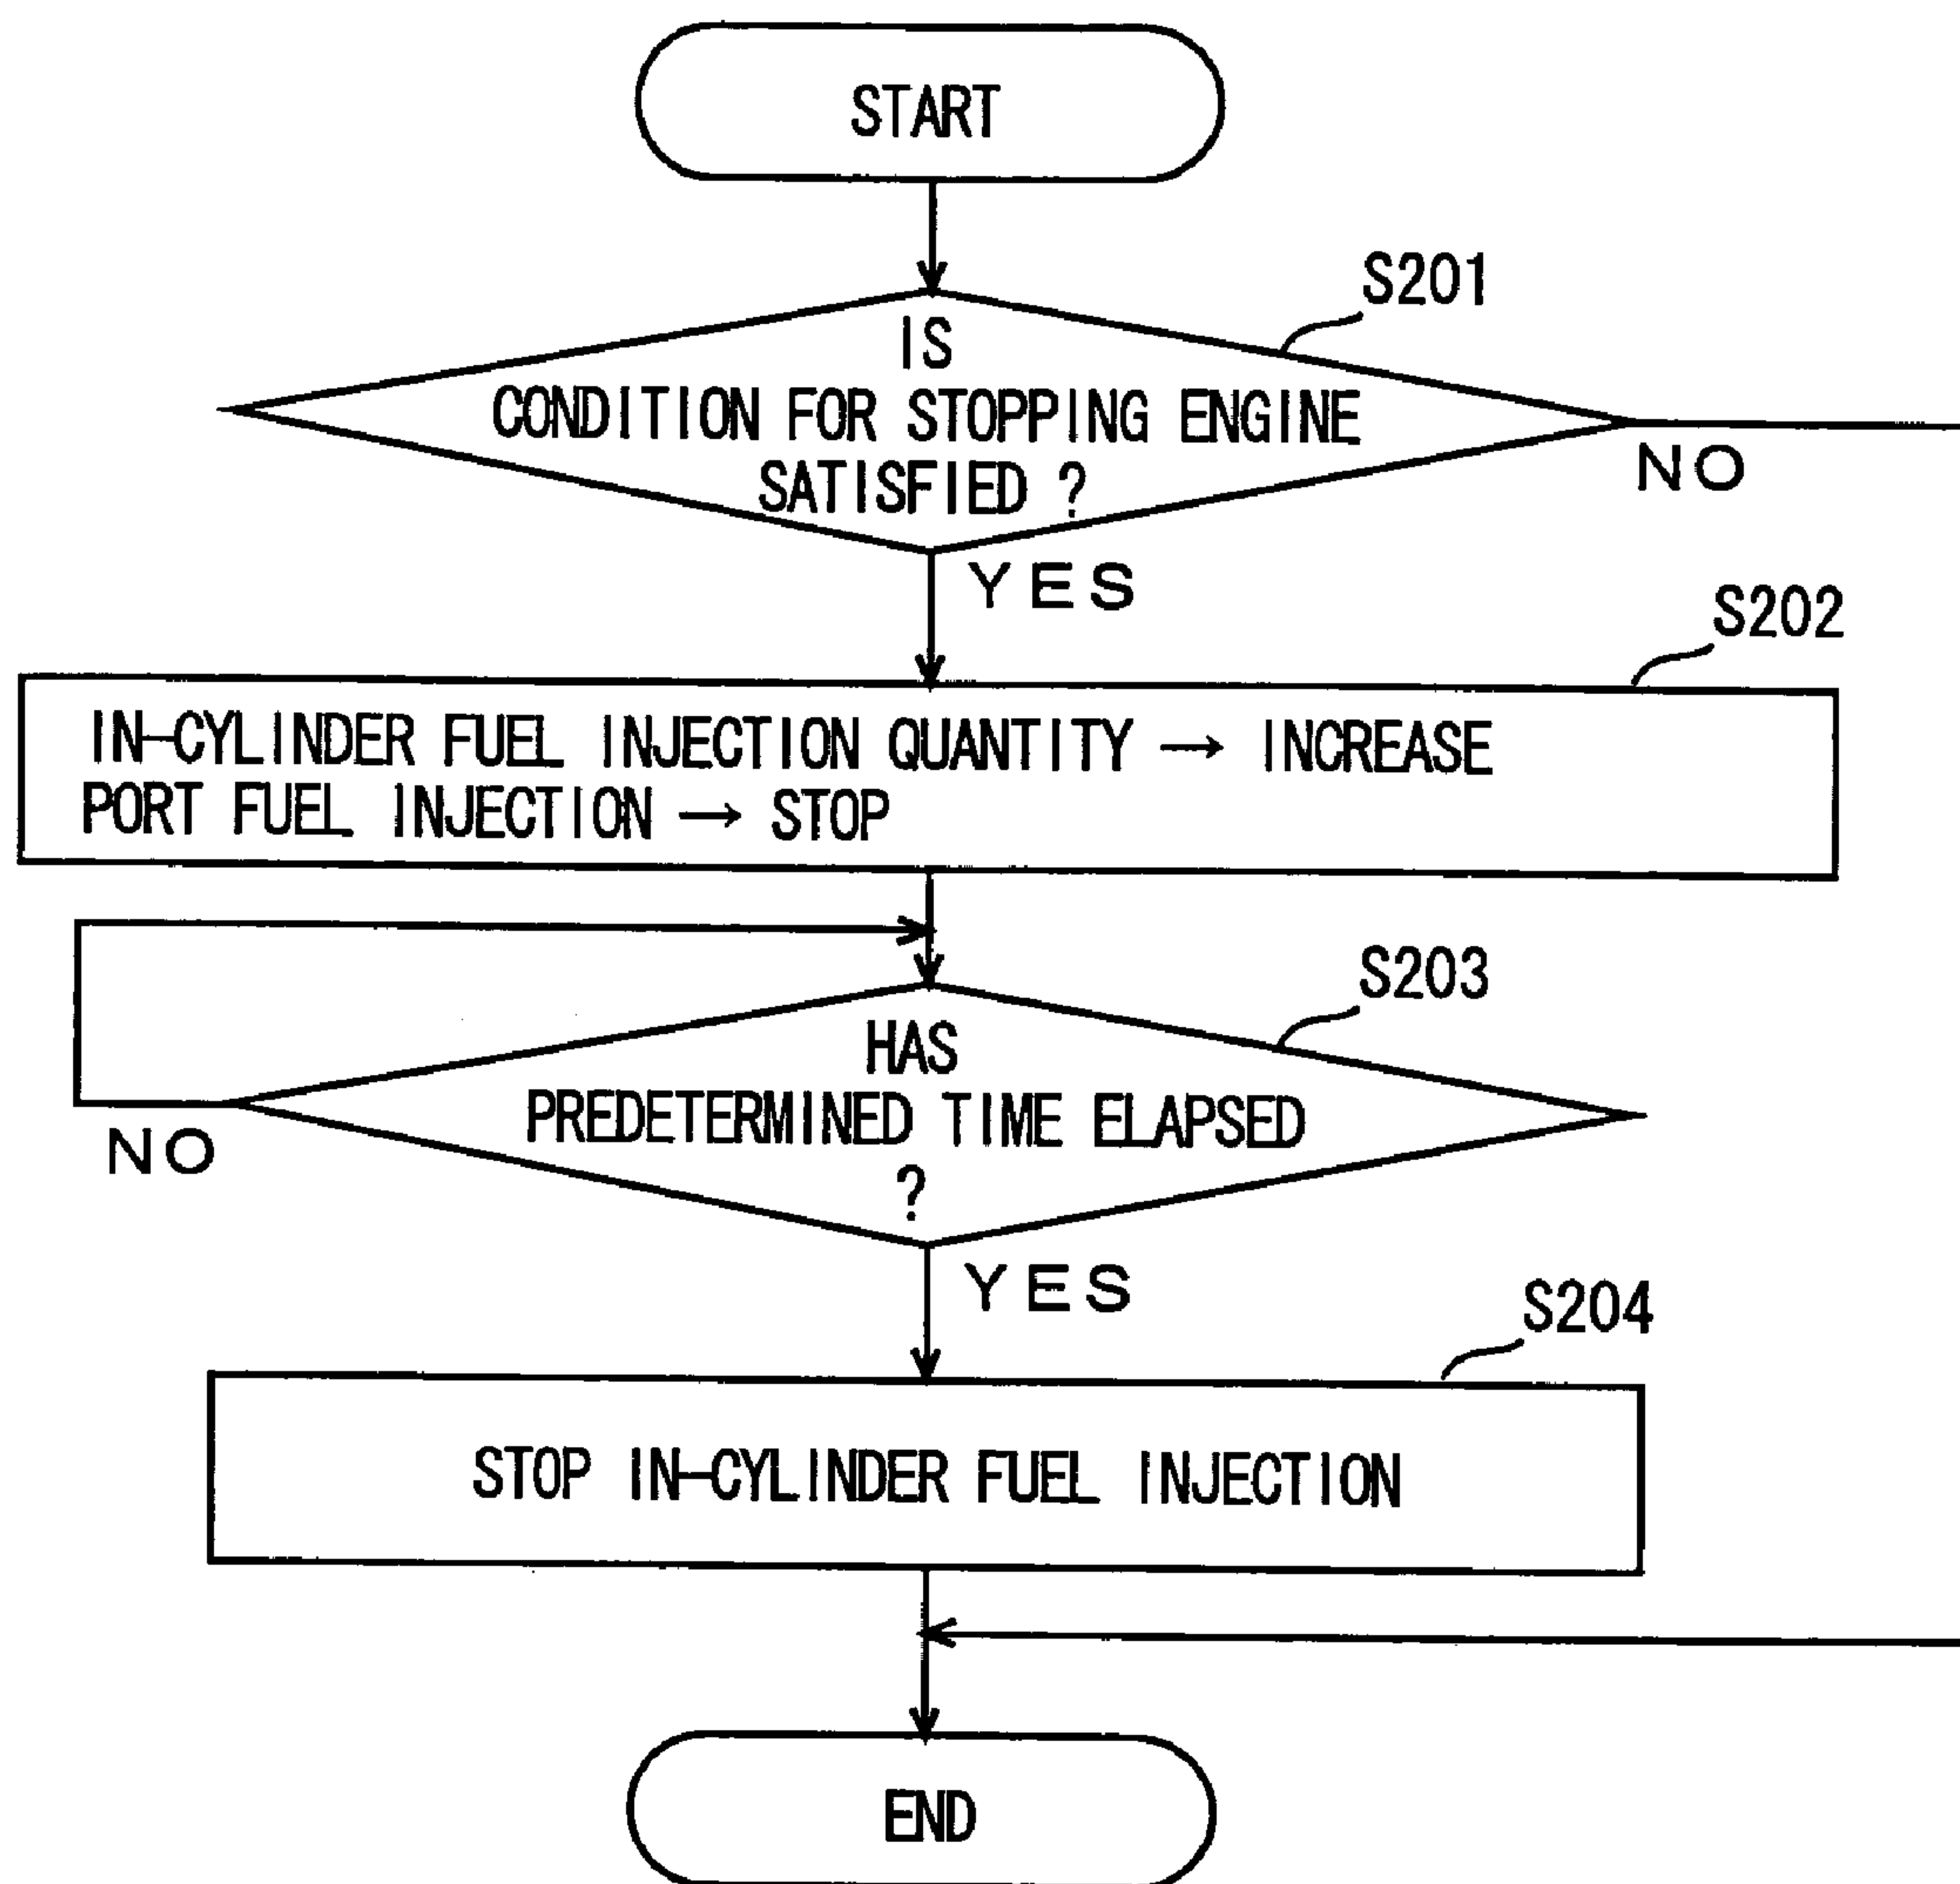 START
S201
IS
CONDITION FOR STOPPING ENGINE
SATISFIED ?
NO
YES
S202
IN-CYLINDER FUEL INJECTION QUANTITY → INCREASE
PORT FUEL INJECTION → STOP
S203
HAS
PREDETERMINED TIME ELAPSED
?
NO
YES
S204
STOP IN-CYLINDER FUEL INJECTION
END